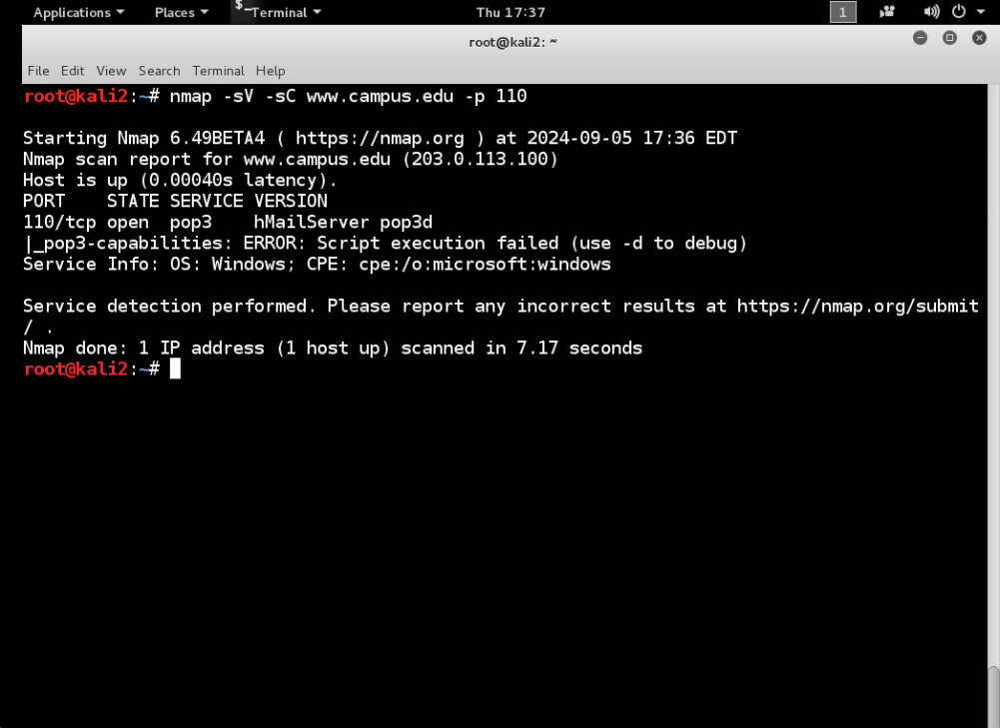 Applications Places $_ Terminal Thu 17:37 1
root@kali2: ~
File Edit View Search Terminal Help
root@kali2:~# nmap -sV -sC www.campus.edu -p 110
Starting Nmap 6.49BETA4 ( https://nmap.org ) at 2024-09-05 17:36 EDT
Nmap scan report for www.campus.edu (203.0.113.100)
Host is up (0.00040s latency).
PORT    STATE SERVICE VERSION
110/tcp open  pop3    hMailServer pop3d
|_pop3-capabilities: ERROR: Script execution failed (use -d to debug)
Service Info: OS: Windows; CPE: cpe:/o:microsoft:windows
Service detection performed. Please report any incorrect results at https://nmap.org/submit
/ .
Nmap done: 1 IP address (1 host up) scanned in 7.17 seconds
root@kali2:~#